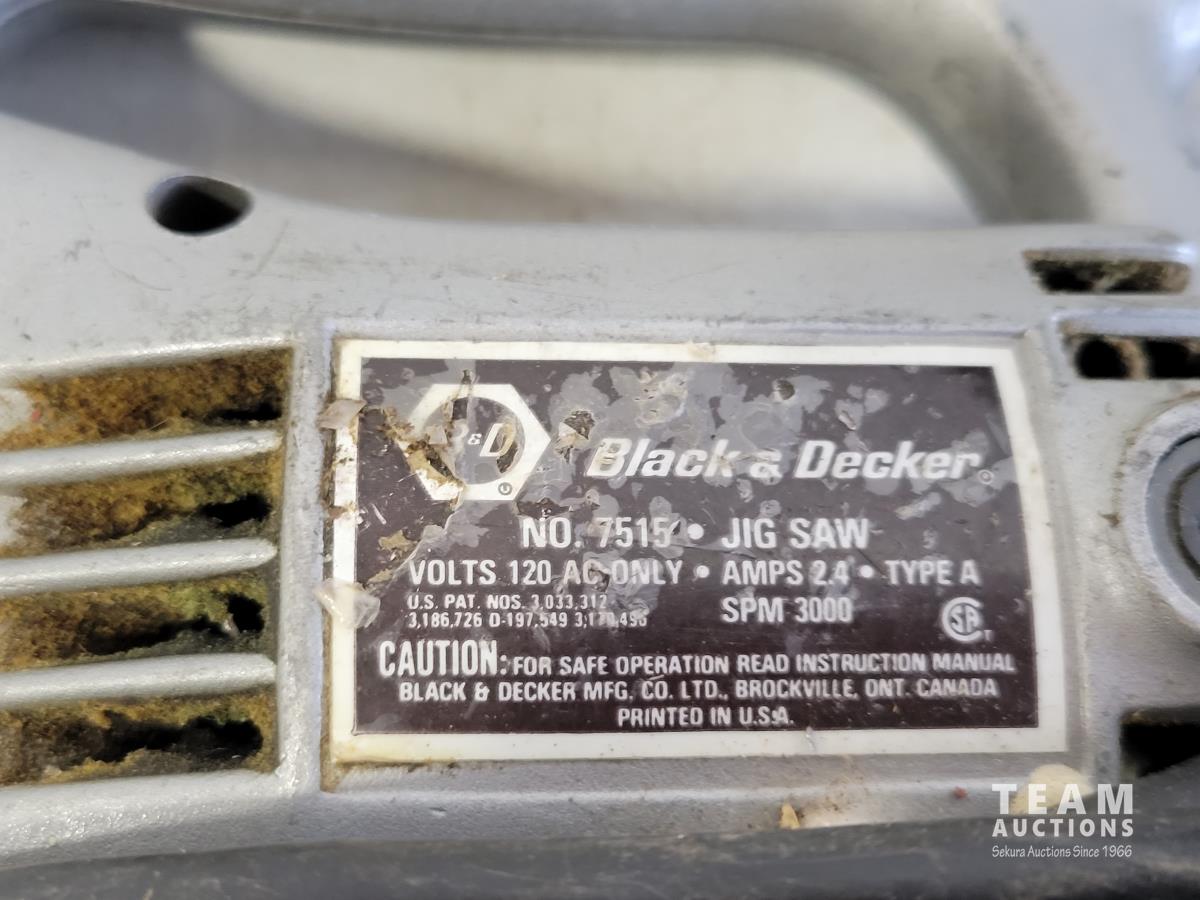 &D
Black & Decker
NO. 7515 • JIG SAW
VOLTS 120 AC ONLY • AMPS 2.4 • TYPE A
U.S. PAT. NOS. 3,033,312
SPM 3000
3,186,726 D-197,549
CAUTION: FOR SAFE OPERATION READ INSTRUCTION MANUAL
BLACK & DECKER MFG. CO. LTD., BROCKVILLE, ONT. CANADA
PRINTED IN U.S.A.
TEAM
AUCTIONS
Sekura Auctions Since 1966